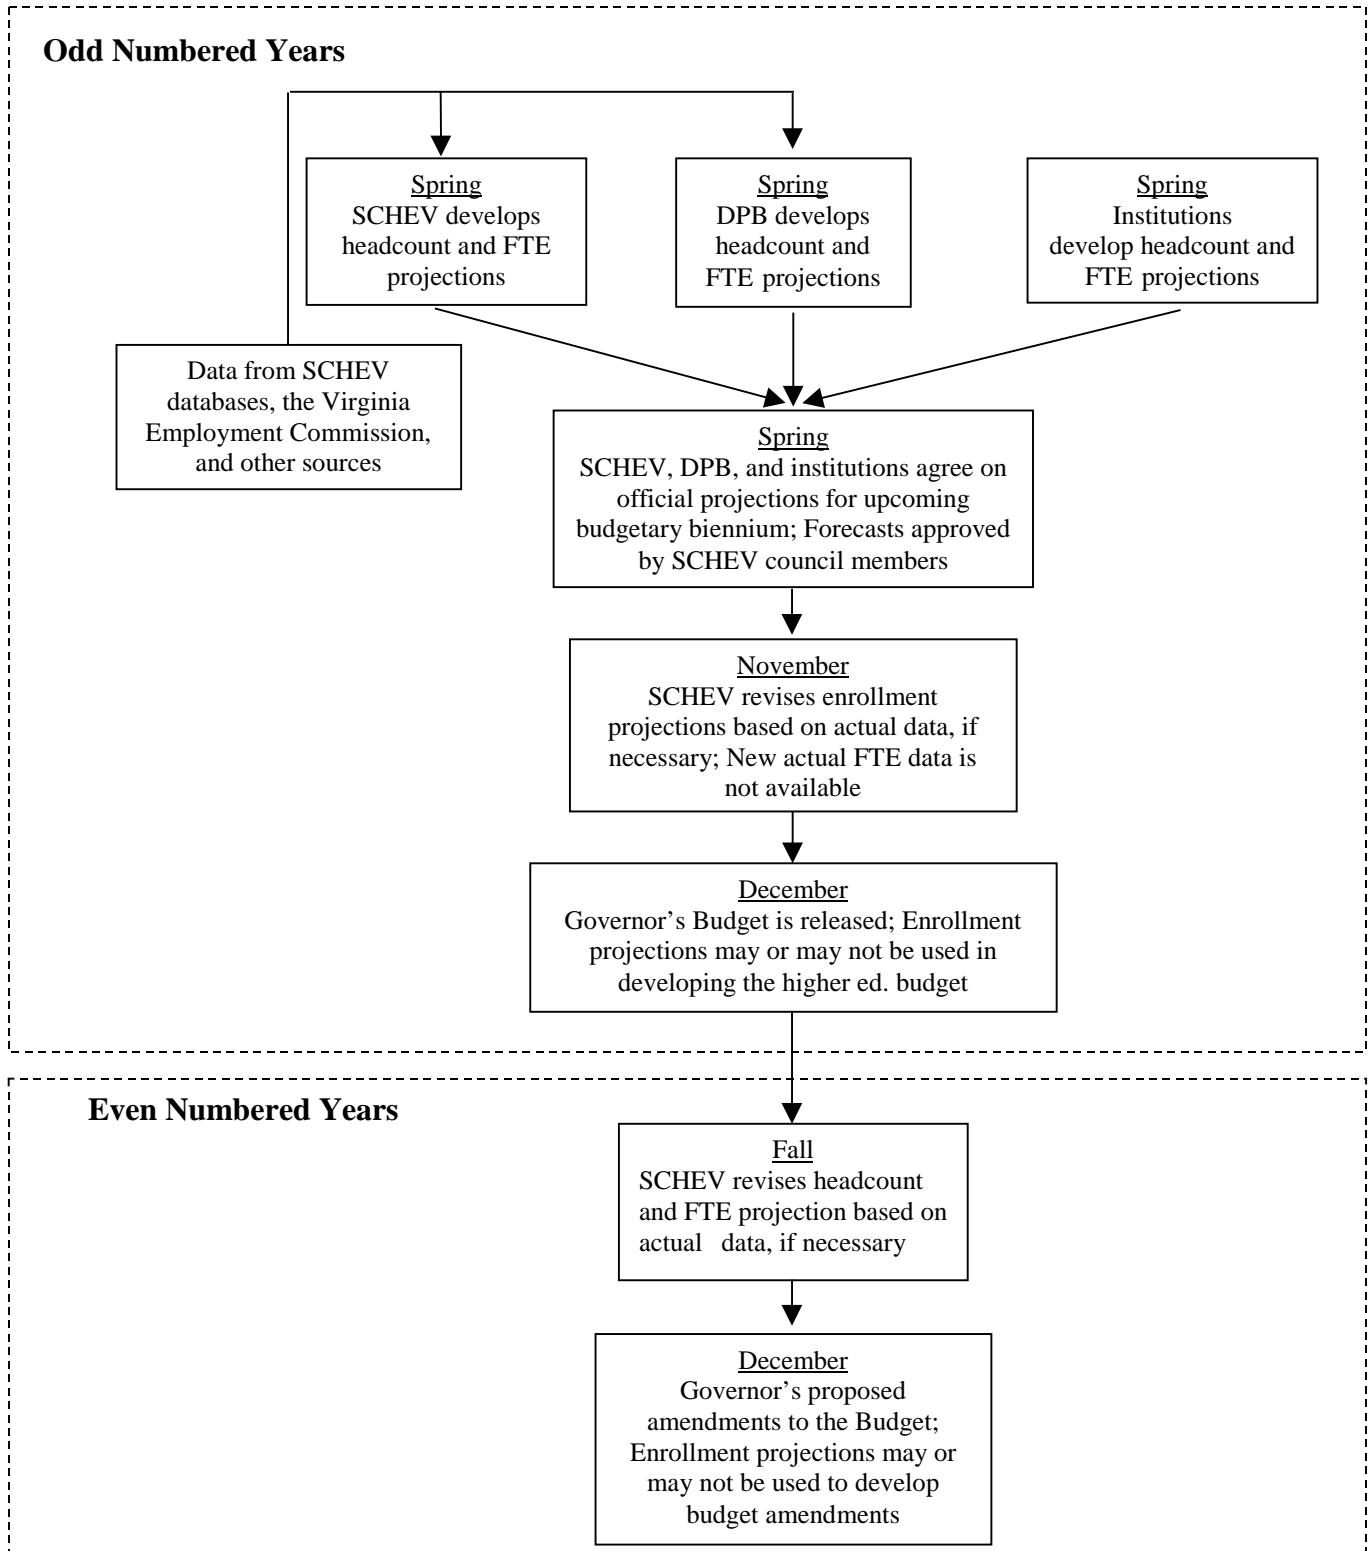 Odd Numbered Years
Spring
SCHEV develops
headcount and FTE
projections
Spring
DPB develops
headcount and
FTE projections
Spring
Institutions
develop headcount and
FTE projections
Data from SCHEV
databases, the Virginia
Employment Commission,
and other sources
Spring
SCHEV, DPB, and institutions agree on
official projections for upcoming
budgetary biennium; Forecasts approved
by SCHEV council members
November
SCHEV revises enrollment
projections based on actual data, if
necessary; New actual FTE data is
not available
December
Governor’s Budget is released; Enrollment
projections may or may not be used in
developing the higher ed. budget
Even Numbered Years
Fall
SCHEV revises headcount
and FTE projection based on
actual data, if necessary
December
Governor’s proposed
amendments to the Budget;
Enrollment projections may or
may not be used to develop
budget amendments